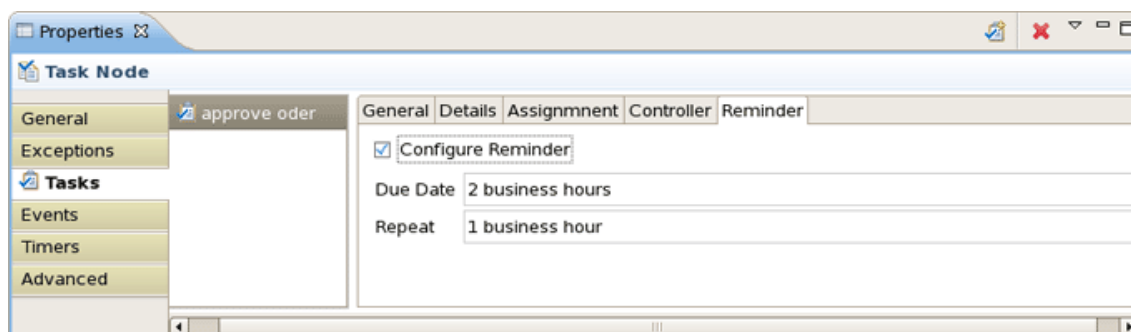 Properties
Task Node
General
Exceptions
Tasks
Events
Timers
Advanced
approve oder
General Details Assignmnent Controller Reminder
Configure Reminder
Due Date 2 business hours
Repeat 1 business hour